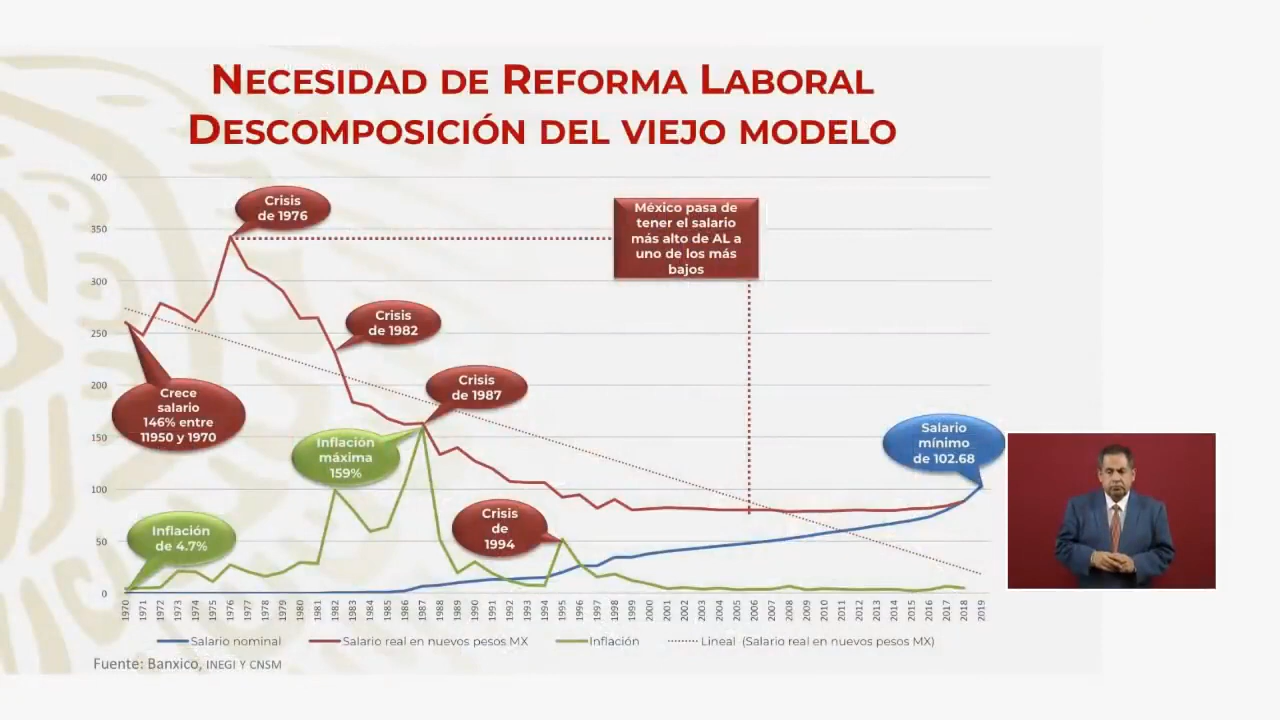 NECESIDAD DE REFORMA LABORAL
DESCOMPOSICIÓN DEL VIEJO MODELO
400
350
300
250
200
150
100
50
0
Crisis
de 1976
México pasa de
tener el salario
más alto de AL a
uno de los más
bajos
Crisis
de 1982
Crisis
de 1987
Crece
salario
146% entre
11950 y 1970
Inflación
máxima
159%
Salario
mínimo
de 102.68
Crisis
de
1994
Inflación
de 4.7%
1970 1971 1972 1973 1974 1975 1976 1977 1978 1979 1980 1981 1982 1983 1984 1985 1986 1987 1988 1989 1990 1991 1992 1993 1994 1995 1996 1997 1998 1999 2000 2001 2002 2003 2004 2005 2006 2007 2008 2009 2010 2011 2012 2013 2014 2015 2016 2017 2018 2019
Salario nominal Salario real en nuevos pesos MX Inflación Lineal (Salario real en nuevos pesos MX)
Fuente: Banxico, INEGI Y CNSM